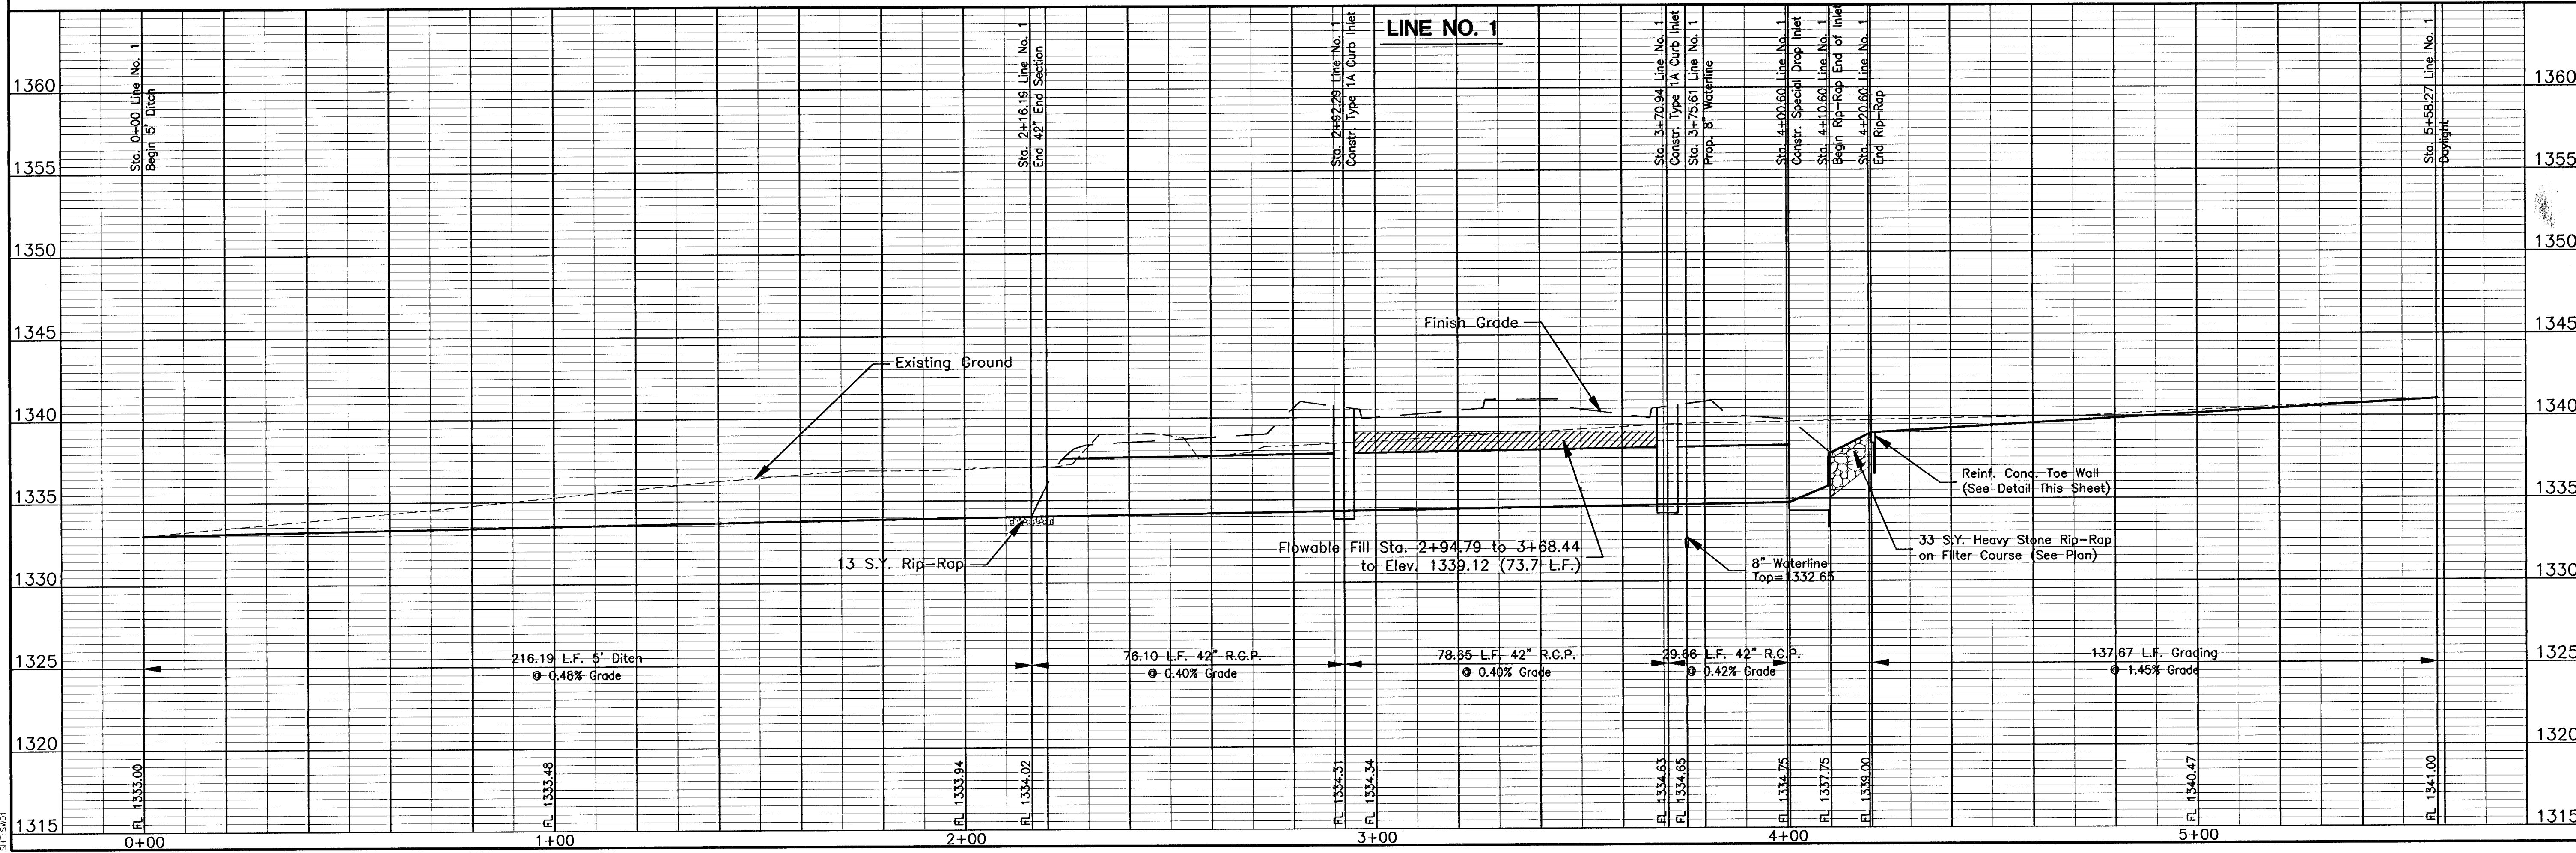 LINE NO. 1
Sta. 0+00 Line No. 1
Begin 5' Ditch
Sta. 2+16.19 Line No. 1
End 42" End Section
Sta. 2+92.29 Line No. 1
Constr. Type 1A Curb Inlet
Sta. 3+70.94 Line No. 1
Constr. Type 1A Curb Inlet
Sta. 3+75.61 Line No. 1
Prop. 8" Waterline
Sta. 4+00.60 Line No. 1
Constr. Special Drop Inlet
Sta. 4+10.60 Line No. 1
Begin Rip-Rap End of Inlet
Sta. 4+20.60 Line No. 1
End Rip-Rap
Sta. 5+58.27 Line No. 1
Daylight
1360 1360
1355 1355
1350 1350
1345 1345
Finish Grade
Existing Ground
1340 1340
1335 1335
Reinf. Conc. Toe Wall
(See Detail This Sheet)
33 S.Y. Heavy Stone Rip-Rap
on Filter Course (See Plan)
Flowable Fill Sta. 2+94.79 to 3+68.44
to Elev. 1339.12 (73.7 L.F.)
13 S.Y. Rip-Rap
8" Waterline
Top=1332.65
1330 1330
1325 1325
216.19 L.F. 5' Ditch
@ 0.48% Grade
76.10 L.F. 42" R.C.P.
@ 0.40% Grade
78.65 L.F. 42" R.C.P.
@ 0.40% Grade
29.66 L.F. 42" R.C.P.
@ 0.42% Grade
137.67 L.F. Grading
@ 1.45% Grade
1320 1320
FL 1333.00
FL 1333.48
FL 1333.94
FL 1334.02
FL 1334.31
FL 1334.34
FL 1334.63
FL 1334.65
FL 1334.75
FL 1337.75
FL 1339.00
FL 1340.47
FL 1341.00
1315 1315
0+00 1+00 2+00 3+00 4+00 5+00